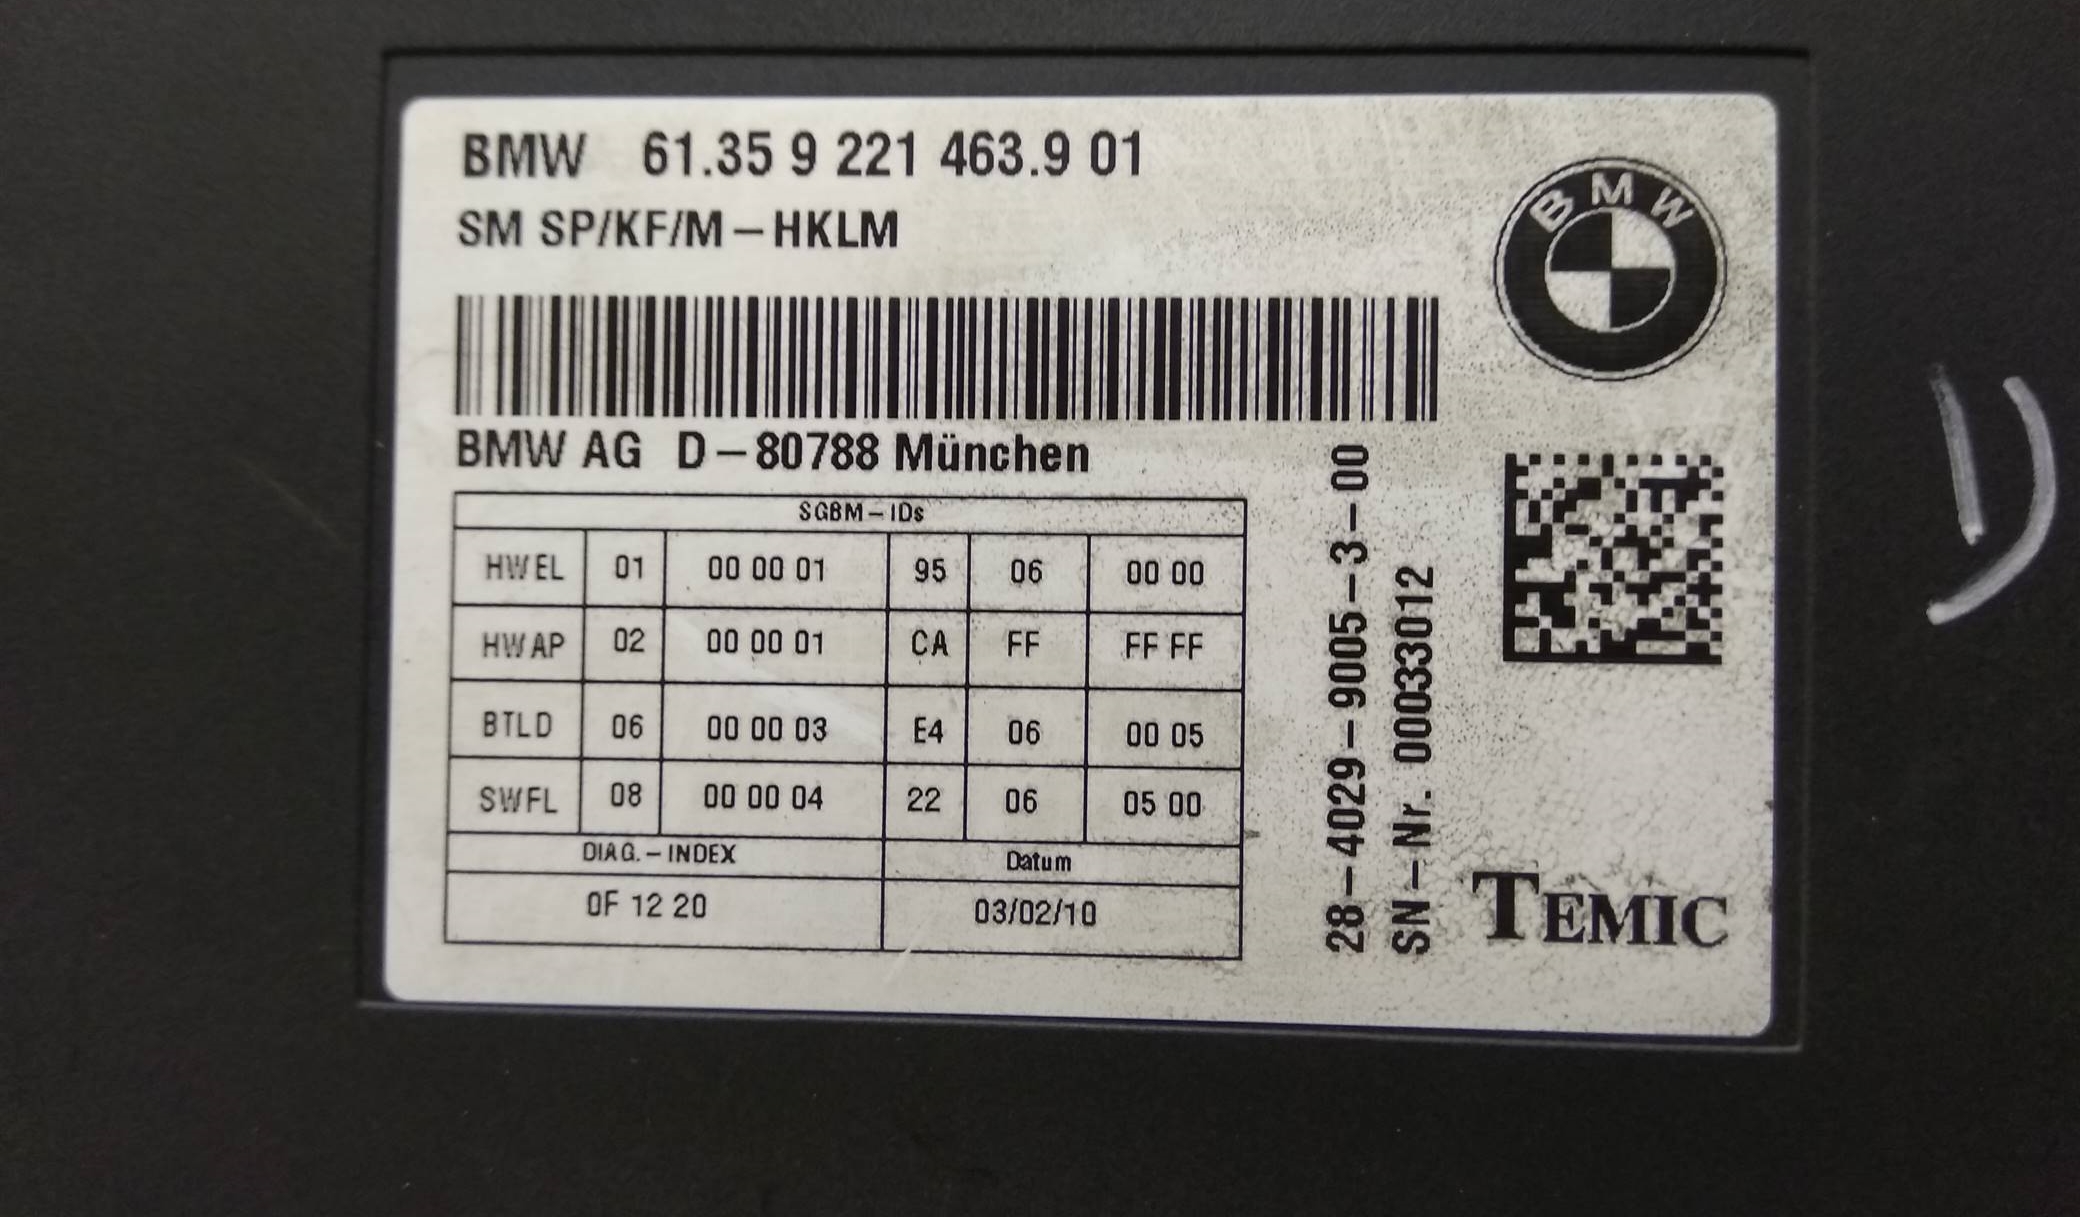 BMW 61.35 9 221 463.9 01
SM SP/KF/M-HKLM
BMW
BMW AG D-80788 München
SGBM-IDs
HWEL 01 00 00 01 95 06 00 00
HWAP 02 00 00 01 CA FF FF FF
BTLD 06 00 00 03 E4 06 00 05
SWFL 08 00 00 04 22 06 05 00
DIAG.-INDEX Datum
0F 12 20 03/02/10
28-4029-9005-3-00
SN-Nr. 00033012
TEMIC